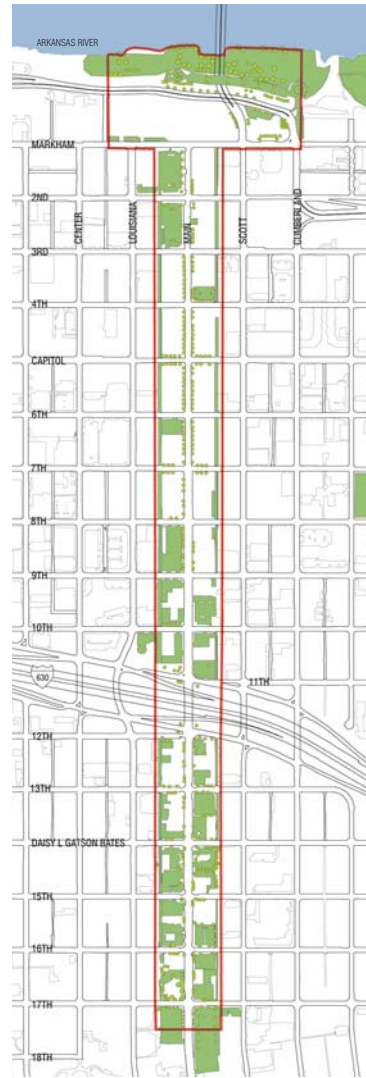 ARKANSAS RIVER
MARKHAM
2ND
CENTER
LOUISIANA
MAIN
SCOTT
CUMBERLAND
3RD
4TH
CAPITOL
6TH
7TH
8TH
9TH
10TH
630
11TH
12TH
13TH
DAISY L GATSON BATES
15TH
16TH
17TH
18TH